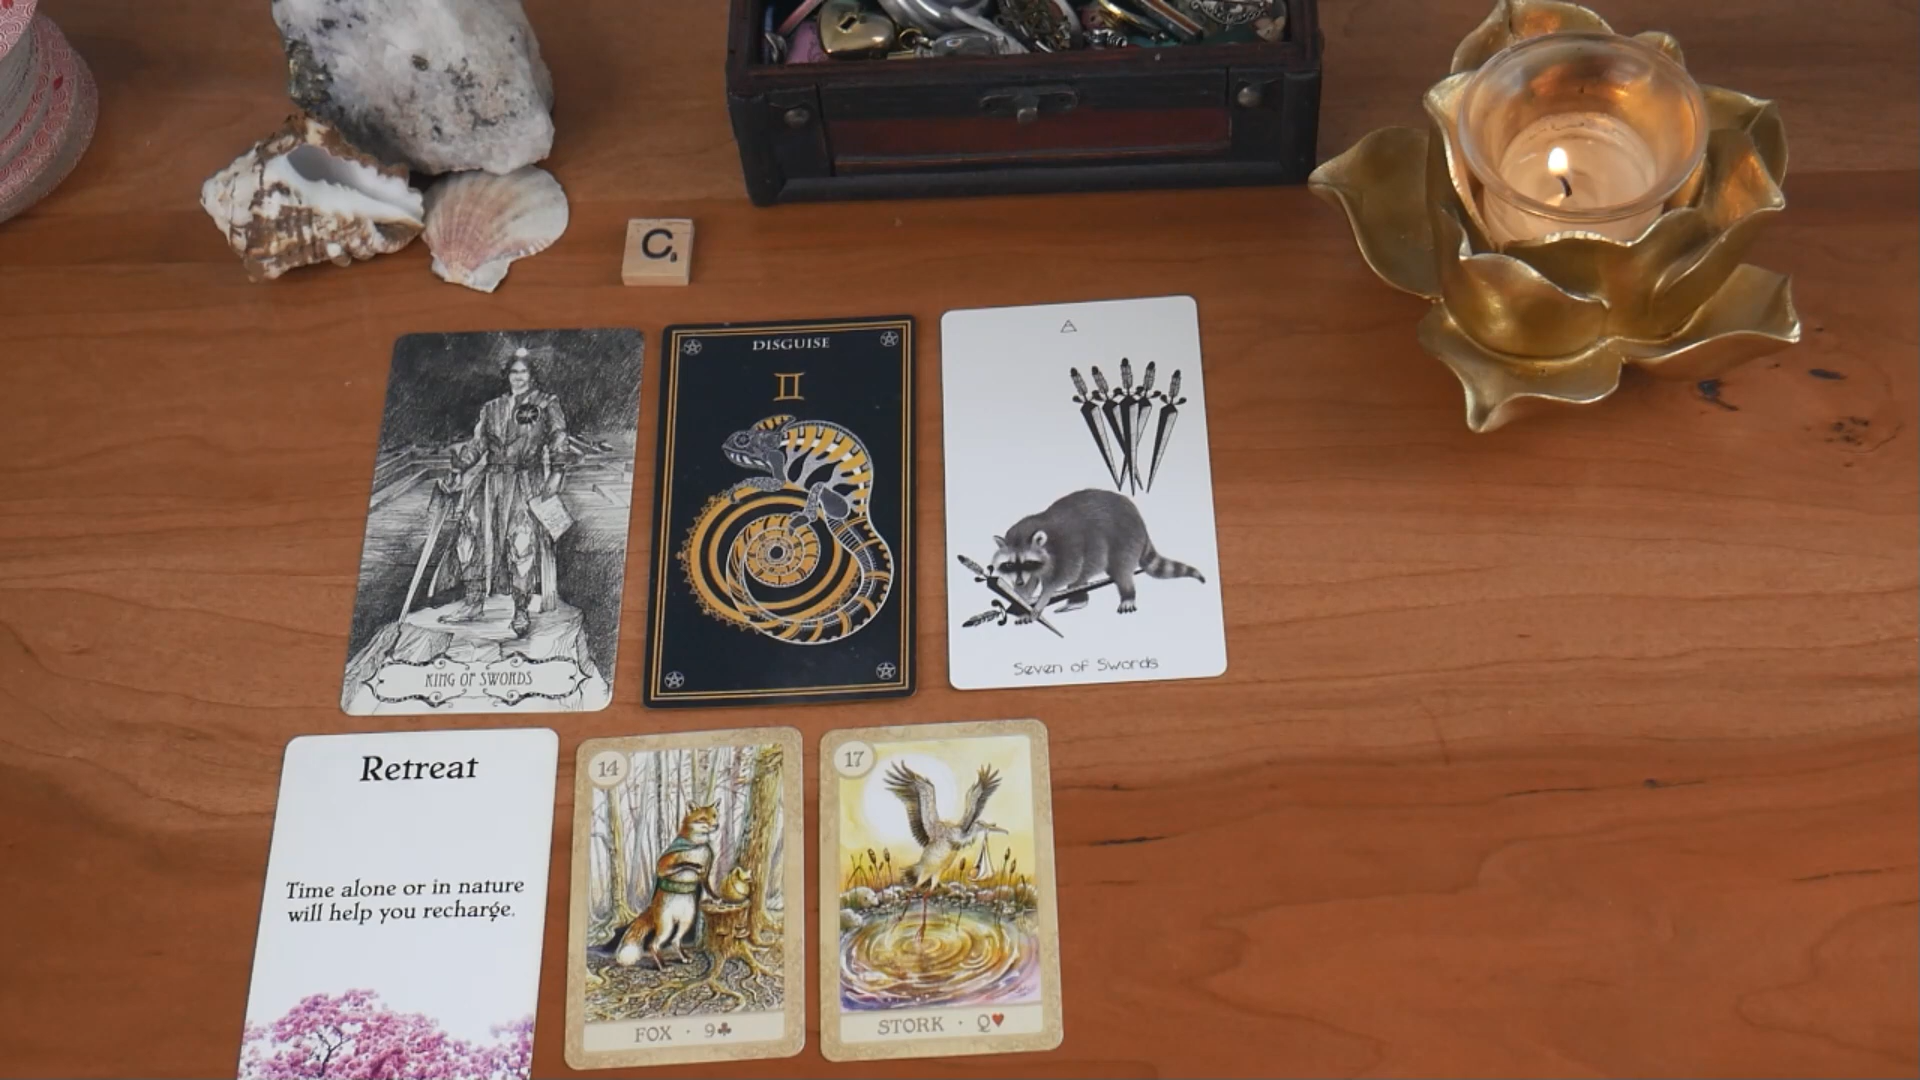 C
DISGUISE
KING OF SWORDS
Seven of Swords
Retreat
Time alone or in nature
will help you recharge.
14
FOX · 9♣
17
STORK · Q♥